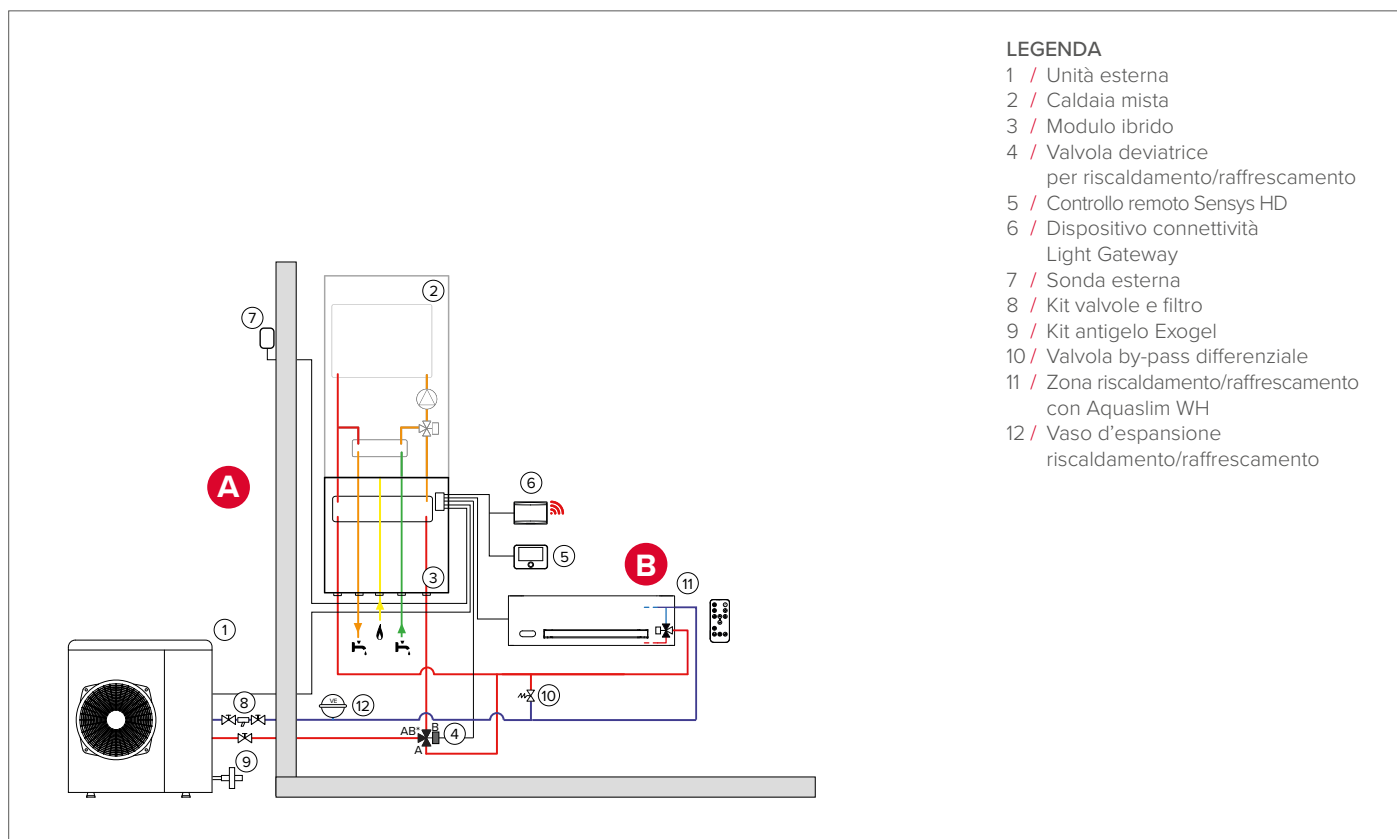 LEGENDA
1 / Unità esterna
2 / Caldaia mista
3 / Modulo ibrido
4 / Valvola deviatrice
per riscaldamento/raffrescamento
5 / Controllo remoto Sensys HD
6 / Dispositivo connettività
Light Gateway
7 / Sonda esterna
8 / Kit valvole e filtro
9 / Kit antigelo Exogel
10 / Valvola by-pass differenziale
11 / Zona riscaldamento/raffrescamento
con Aquaslim WH
12 / Vaso d'espansione
riscaldamento/raffrescamento
2
7
A
6
5
B
3
11
1
8
VE
12
10
AB*
B
4
A
9